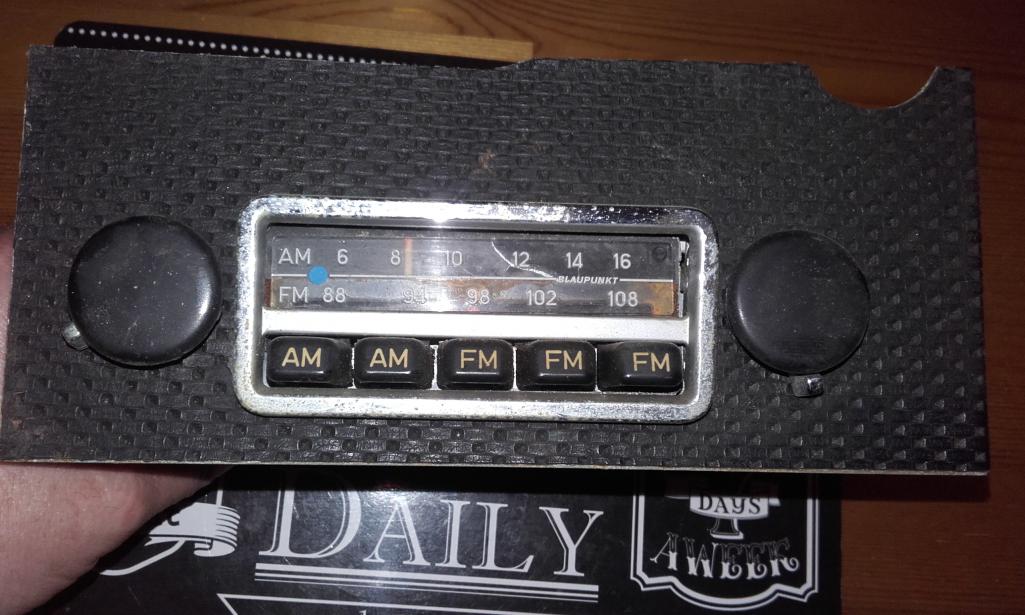 AM 6 8 10 12 14 16
BLAUPUNKT
FM 88 94 98 102 108
AM AM FM FM FM
DAILY
DAYS
A WEEK